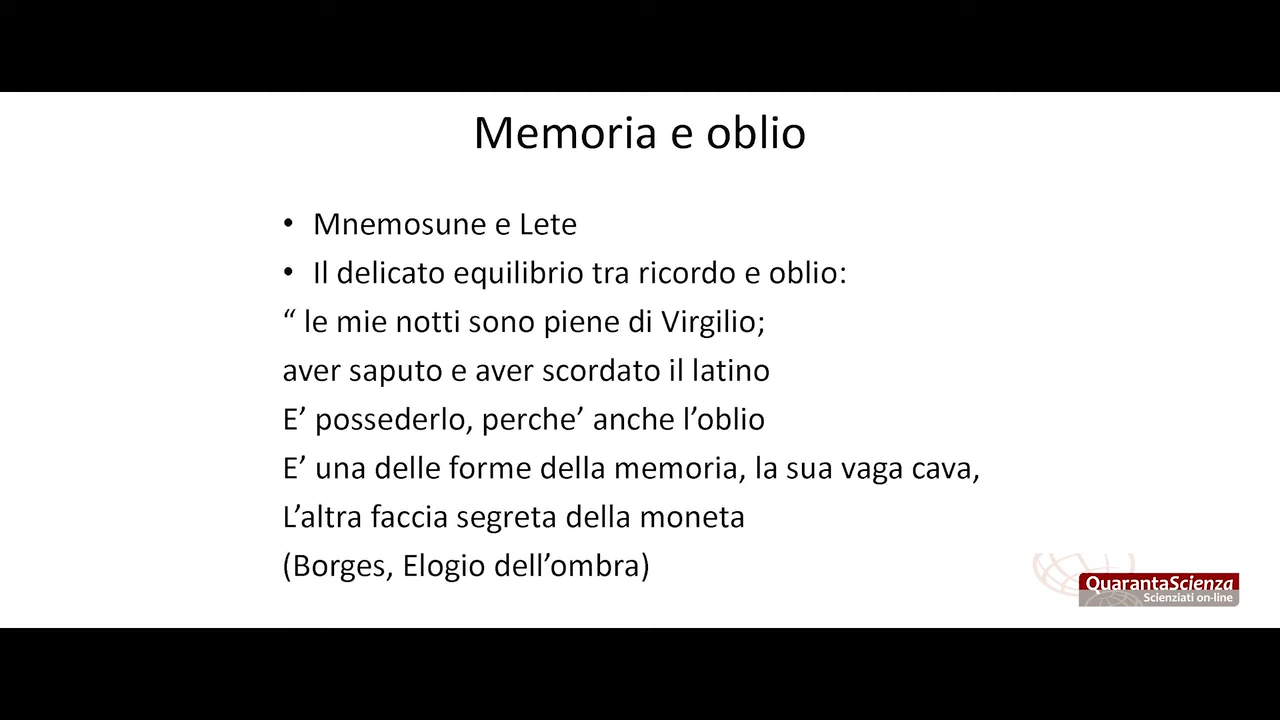 Memoria e oblio
• Mnemosune e Lete
• Il delicato equilibrio tra ricordo e oblio:
“ le mie notti sono piene di Virgilio;
aver saputo e aver scordato il latino
E’ possederlo, perche’ anche l’oblio
E’ una delle forme della memoria, la sua vaga cava,
L’altra faccia segreta della moneta
(Borges, Elogio dell’ombra)
QuarantaScienza
Scienziati on-line